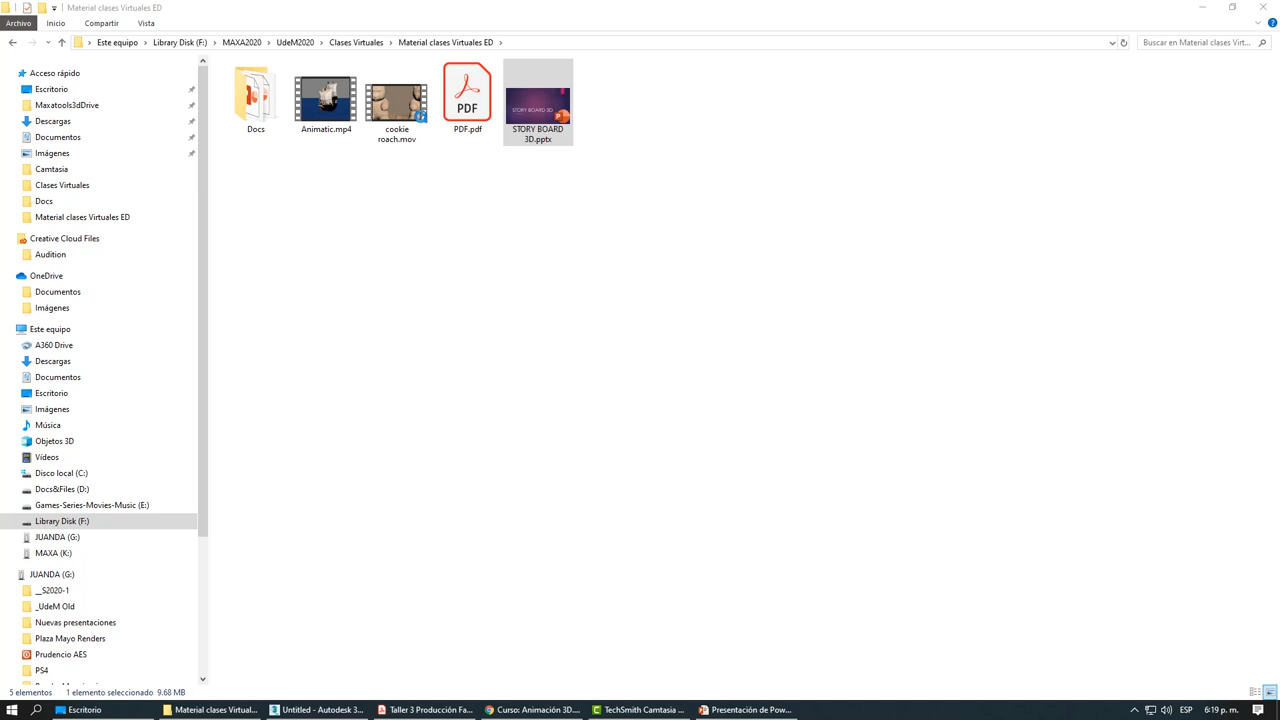 Material clases Virtuales ED
Archivo Inicio Compartir Vista
Este equipo Library Disk (F:) MAXA2020 UdeM2020 Clases Virtuales Material clases Virtuales ED
Buscar en Material clases Virt...
Acceso rápido
Escritorio
Maxatools3dDrive
Descargas
Documentos
Imágenes
Camtasia
Clases Virtuales
Docs
Material clases Virtuales ED
Creative Cloud Files
Audition
OneDrive
Documentos
Imágenes
Este equipo
A360 Drive
Descargas
Documentos
Escritorio
Imágenes
Música
Objetos 3D
Vídeos
Disco local (C:)
Docs&Files (D:)
Games-Series-Movies-Music (E:)
Library Disk (F:)
JUANDA (G:)
MAXA (K:)
JUANDA (G:)
__S2020-1
_UdeM Old
Nuevas presentaciones
Plaza Mayo Renders
Prudencio AES
PS4
PDF
STORY BOARD 3D
Docs
Animatic.mp4
cookie
roach.mov
PDF.pdf
STORY BOARD
3D.pptx
5 elementos 1 elemento seleccionado 9.68 MB
Escritorio
Material clases Virtual...
Untitled - Autodesk 3...
Taller 3 Producción Fa...
Curso: Animación 3D....
TechSmith Camtasia
Presentación de Pow...
ESP
6:19 p. m.